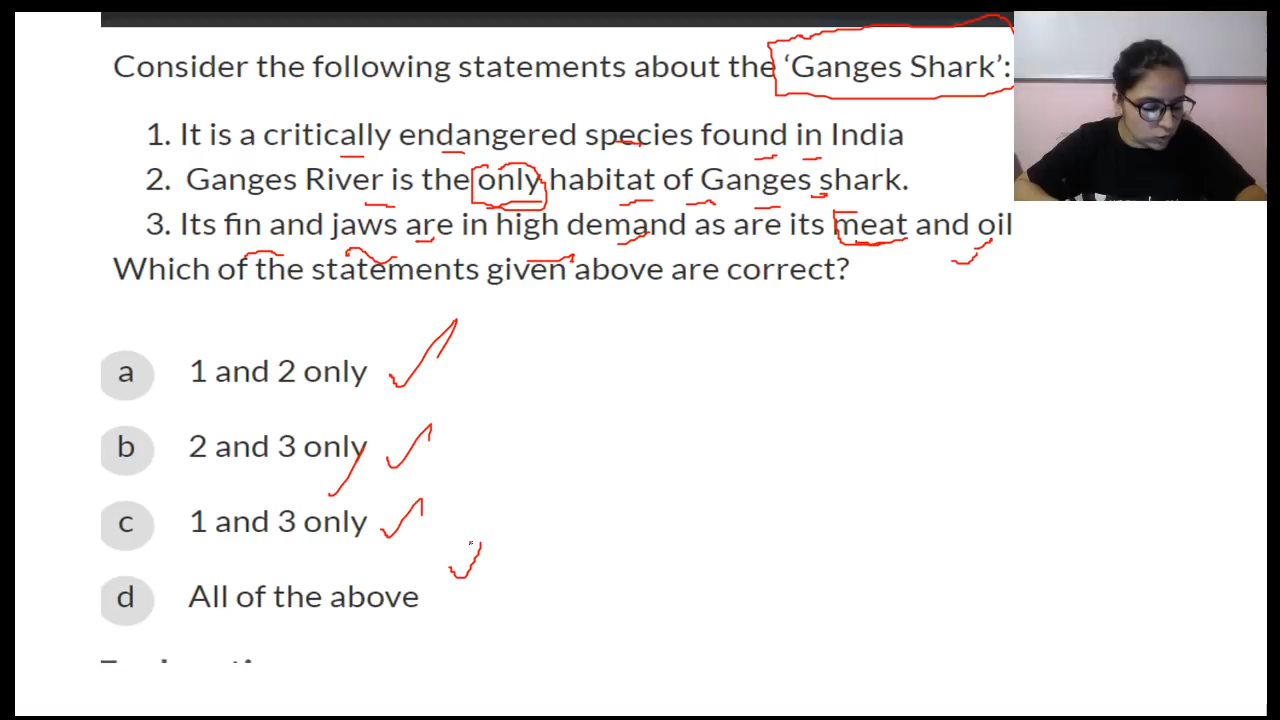 Consider the following statements about the ‘Ganges Shark’:
1. It is a critically endangered species found in India
2. Ganges River is the only habitat of Ganges shark.
3. Its fin and jaws are in high demand as are its meat and oil
Which of the statements given above are correct?
a 1 and 2 only
b 2 and 3 only
c 1 and 3 only
d All of the above